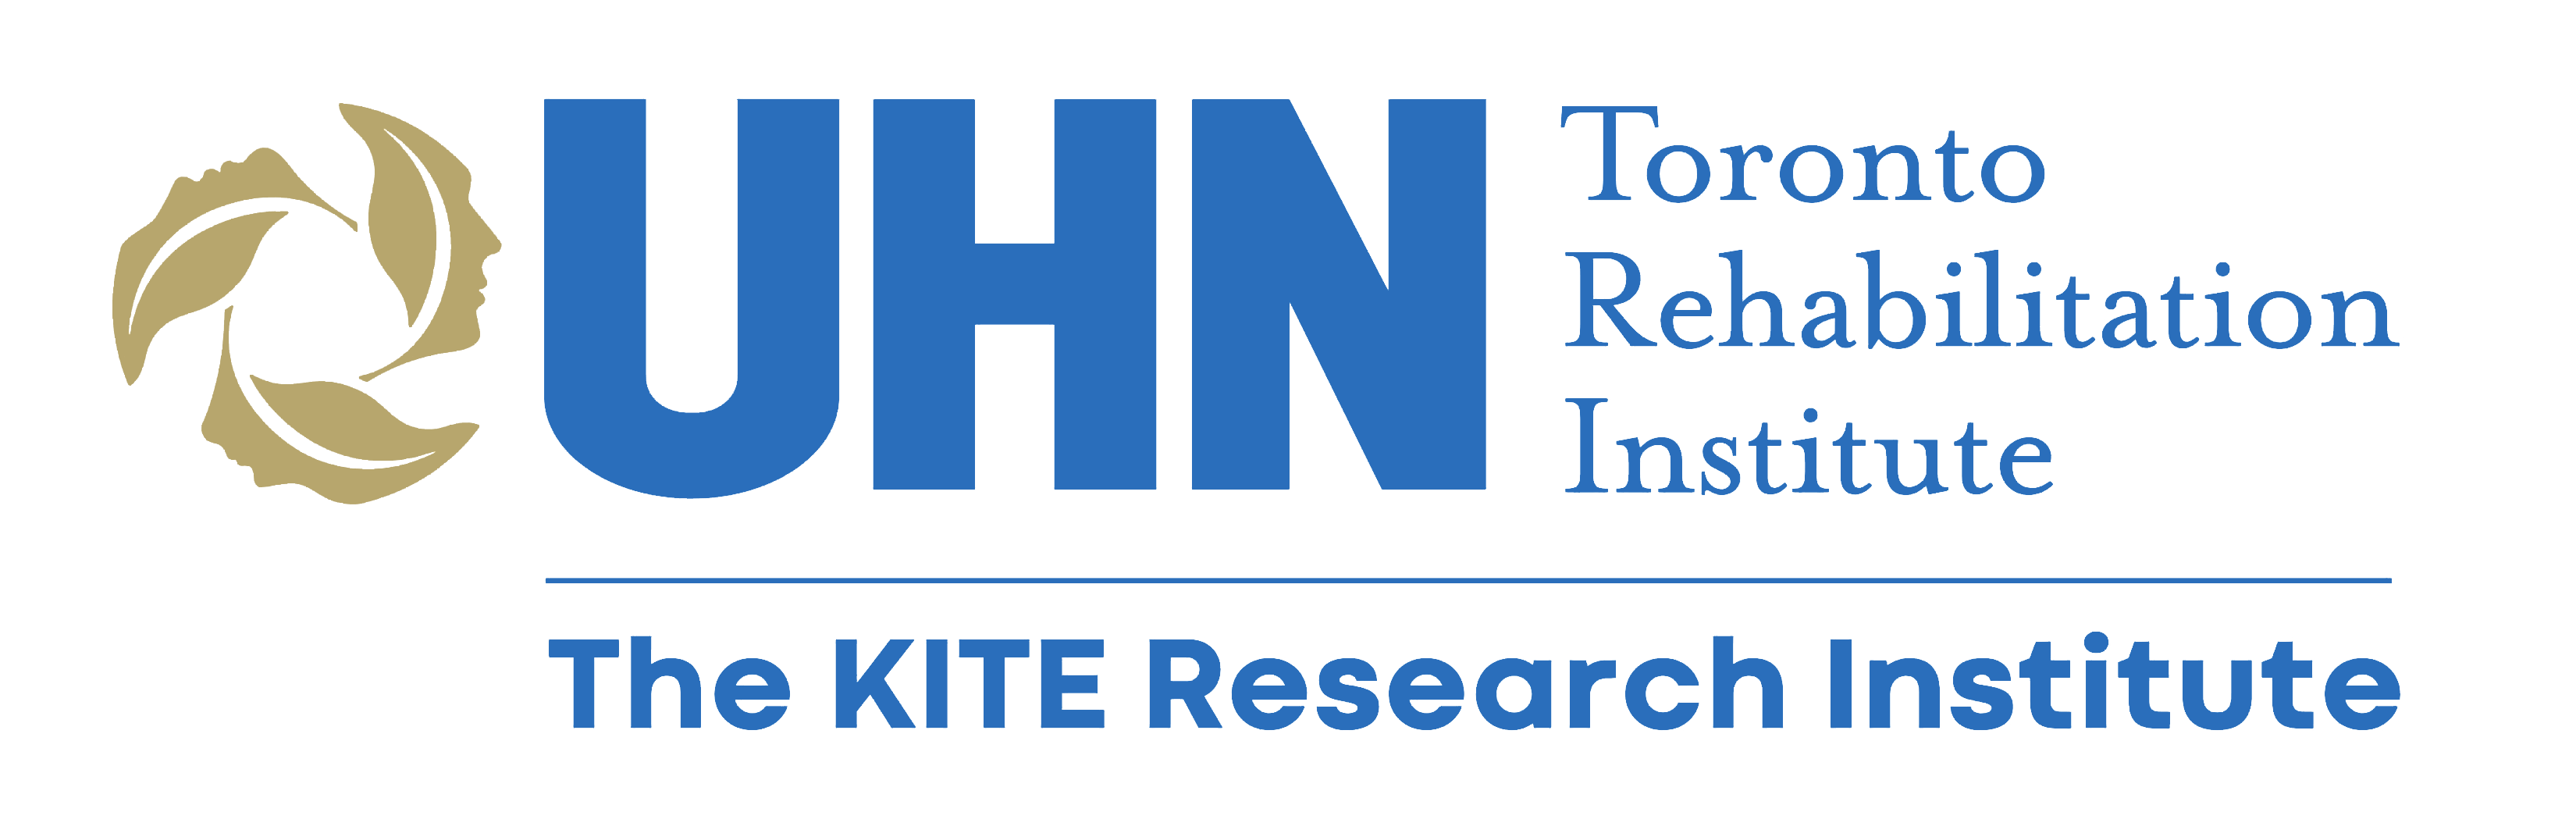 UHN
Toronto
Rehabilitation
Institute
The KITE Research Institute